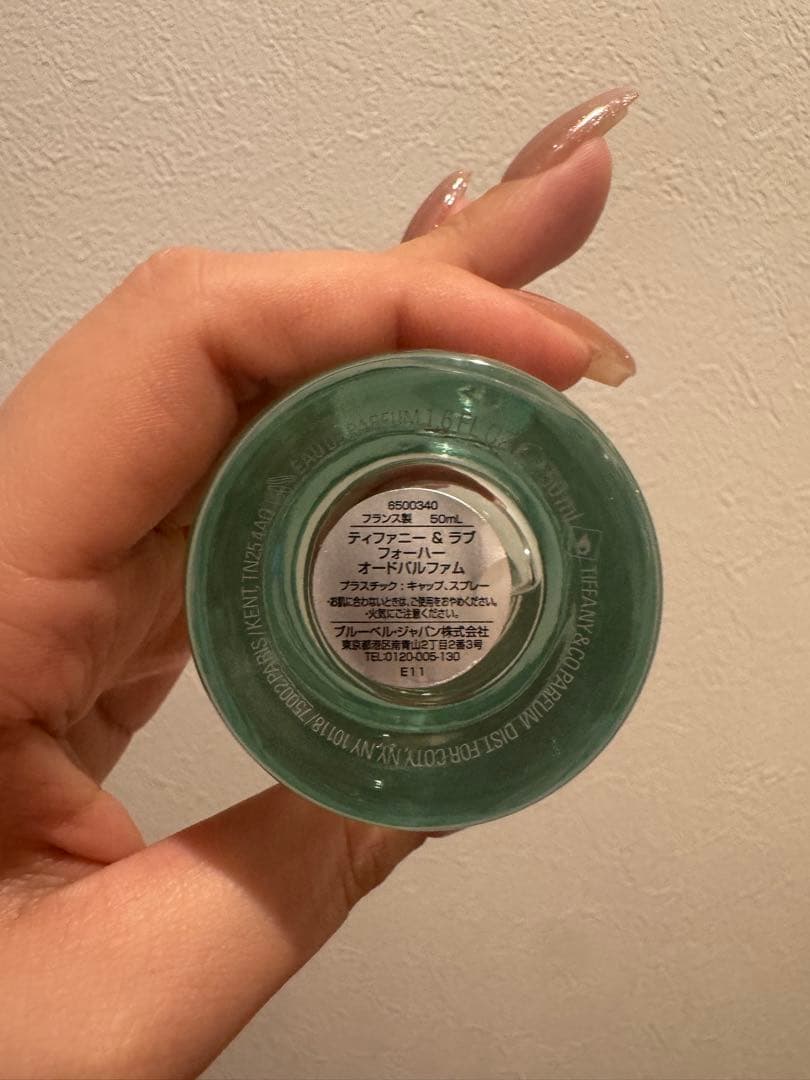 6500340
フランス製 50mL
ティファニー & ラブ
フォーハー
オードパルファム
プラスチック:キャップ、スプレー
・お肌に合わないときは、ご使用をおやめください。
・火気にご注意ください。
ブルーベル・ジャパン株式会社
東京都港区南青山2丁目2番3号
TEL:0120-005-130
E11
EAU DE PARFUM 1.6 FL OZ 50mL
TIFFANY & CO. PARFUM. DIST. FOR COTY, NY, NY 10118 / 75002 PARIS / KENT, TN25 4AQ